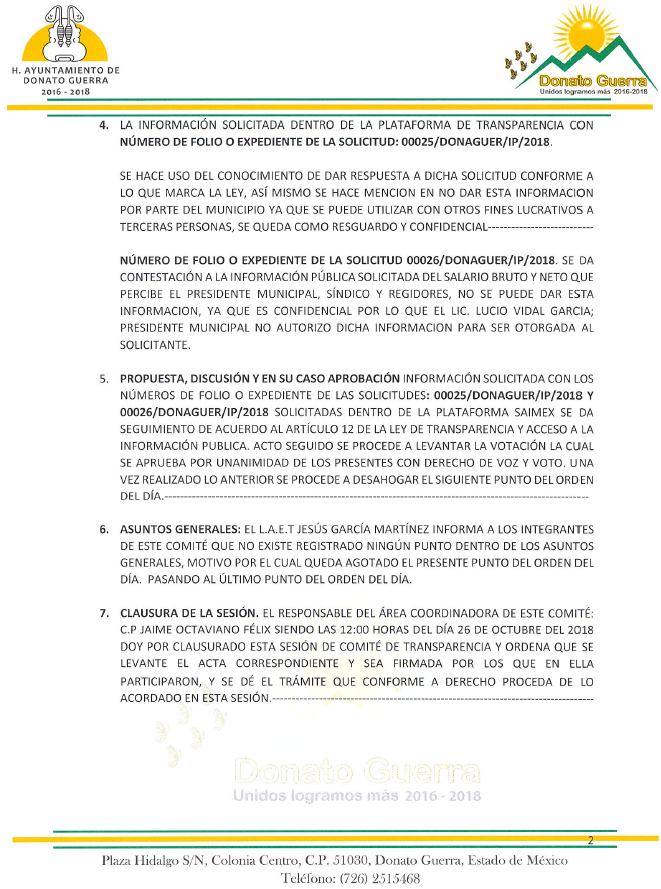 H. AYUNTAMIENTO DE
DONATO GUERRA
2016 - 2018
Donato Guerra
Unidos logramos más 2016-2018
4. LA INFORMACIÓN SOLICITADA DENTRO DE LA PLATAFORMA DE TRANSPARENCIA CON
NÚMERO DE FOLIO O EXPEDIENTE DE LA SOLICITUD: 00025/DONAGUER/IP/2018.
SE HACE USO DEL CONOCIMIENTO DE DAR RESPUESTA A DICHA SOLICITUD CONFORME A
LO QUE MARCA LA LEY, ASÍ MISMO SE HACE MENCION EN NO DAR ESTA INFORMACION
POR PARTE DEL MUNICIPIO YA QUE SE PUEDE UTILIZAR CON OTROS FINES LUCRATIVOS A
TERCERAS PERSONAS, SE QUEDA COMO RESGUARDO Y CONFIDENCIAL---------------------------
NÚMERO DE FOLIO O EXPEDIENTE DE LA SOLICITUD 00026/DONAGUER/IP/2018. SE DA
CONTESTACIÓN A LA INFORMACIÓN PÚBLICA SOLICITADA DEL SALARIO BRUTO Y NETO QUE
PERCIBE EL PRESIDENTE MUNICIPAL, SÍNDICO Y REGIDORES, NO SE PUEDE DAR ESTA
INFORMACION, YA QUE ES CONFIDENCIAL POR LO QUE EL LIC. LUCIO VIDAL GARCIA;
PRESIDENTE MUNICIPAL NO AUTORIZO DICHA INFORMACION PARA SER OTORGADA AL
SOLICITANTE.
5. PROPUESTA, DISCUSIÓN Y EN SU CASO APROBACIÓN INFORMACIÓN SOLICITADA CON LOS
NÚMEROS DE FOLIO O EXPEDIENTE DE LAS SOLICITUDES: 00025/DONAGUER/IP/2018 Y
00026/DONAGUER/IP/2018 SOLICITADAS DENTRO DE LA PLATAFORMA SAIMEX SE DA
SEGUIMIENTO DE ACUERDO AL ARTÍCULO 12 DE LA LEY DE TRANSPARENCIA Y ACCESO A LA
INFORMACIÓN PUBLICA. ACTO SEGUIDO SE PROCEDE A LEVANTAR LA VOTACIÓN LA CUAL
SE APRUEBA POR UNANIMIDAD DE LOS PRESENTES CON DERECHO DE VOZ Y VOTO. UNA
VEZ REALIZADO LO ANTERIOR SE PROCEDE A DESAHOGAR EL SIGUIENTE PUNTO DEL ORDEN
DEL DÍA.------------------------------------------------------------------------------------------------------------
6. ASUNTOS GENERALES: EL L.A.E.T JESÚS GARCÍA MARTÍNEZ INFORMA A LOS INTEGRANTES
DE ESTE COMITÉ QUE NO EXISTE REGISTRADO NINGÚN PUNTO DENTRO DE LOS ASUNTOS
GENERALES, MOTIVO POR EL CUAL QUEDA AGOTADO EL PRESENTE PUNTO DEL ORDEN DEL
DÍA. PASANDO AL ÚLTIMO PUNTO DEL ORDEN DEL DÍA.
7. CLAUSURA DE LA SESIÓN. EL RESPONSABLE DEL ÁREA COORDINADORA DE ESTE COMITÉ:
C.P JAIME OCTAVIANO FÉLIX SIENDO LAS 12:00 HORAS DEL DÍA 26 DE OCTUBRE DEL 2018
DOY POR CLAUSURADO ESTA SESIÓN DE COMITÉ DE TRANSPARENCIA Y ORDENA QUE SE
LEVANTE EL ACTA CORRESPONDIENTE Y SEA FIRMADA POR LOS QUE EN ELLA
PARTICIPARON, Y SE DÉ EL TRÁMITE QUE CONFORME A DERECHO PROCEDA DE LO
ACORDADO EN ESTA SESIÓN.----------------------------------------------------------------------------------
Donato Guerra
Unidos logramos más 2016 - 2018
2
Plaza Hidalgo S/N, Colonia Centro, C.P. 51030, Donato Guerra, Estado de México
Teléfono: (726) 2515468